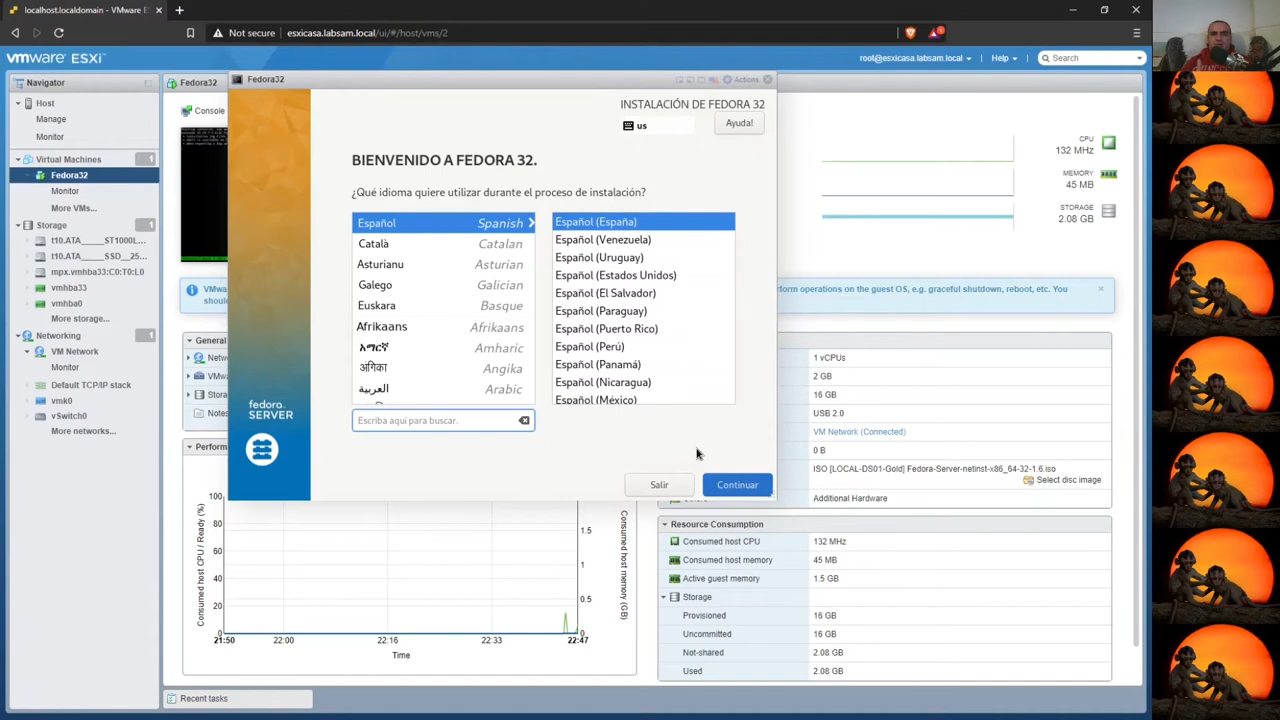 localhost.localdomain - VMware E
Not secure
esxicasa.labsam.local/ui/#/host/vms/2
vmware ESXi
root@esxicasa.labsam.local
Help
Search
Navigator
Host
Manage
Monitor
Virtual Machines
1
Fedora32
Monitor
More VMs...
Storage
1
t10.ATA_____ST1000L...
t10.ATA_____SSD__25...
mpx.vmhba33:C0:T0:L0
vmhba33
vmhba0
More storage...
Networking
1
VM Network
Monitor
Default TCP/IP stack
vmk0
vSwitch0
More networks...
Fedora32
Console
Fedora32
Actions
INSTALACIÓN DE FEDORA 32
us
Ayuda!
BIENVENIDO A FEDORA 32.
¿Qué idioma quiere utilizar durante el proceso de instalación?
Español Spanish
Català Catalan
Asturianu Asturian
Galego Galician
Euskara Basque
Afrikaans Afrikaans
አማርኛ Amharic
अंगिका Angika
العربية Arabic
Español (España)
Español (Venezuela)
Español (Uruguay)
Español (Estados Unidos)
Español (El Salvador)
Español (Paraguay)
Español (Puerto Rico)
Español (Perú)
Español (Panamá)
Español (Nicaragua)
Español (México)
Escriba aquí para buscar.
Salir
Continuar
fedora
SERVER
CPU
132 MHz
MEMORY
45 MB
STORAGE
2.08 GB
VMwa
shou
rform operations on the guest OS, e.g. graceful shutdown, reboot, etc. You
General
Netw
VMw
Notes
1 vCPUs
2 GB
16 GB
USB 2.0
VM Network (Connected)
0 B
ISO [LOCAL-DS01-Gold] Fedora-Server-netinst-x86_64-32-1.6.iso
Select disc image
Additional Hardware
Perform
Consumed host CPU / Ready (%)
100
80
60
40
20
0
21:50
22:00
22:16
22:33
22:47
Time
1.5
1
0.5
0
Consumed host memory (GB)
Resource Consumption
Consumed host CPU 132 MHz
Consumed host memory 45 MB
Active guest memory 1.5 GB
Storage
Provisioned 16 GB
Uncommitted 16 GB
Not-shared 2.08 GB
Used 2.08 GB
Recent tasks